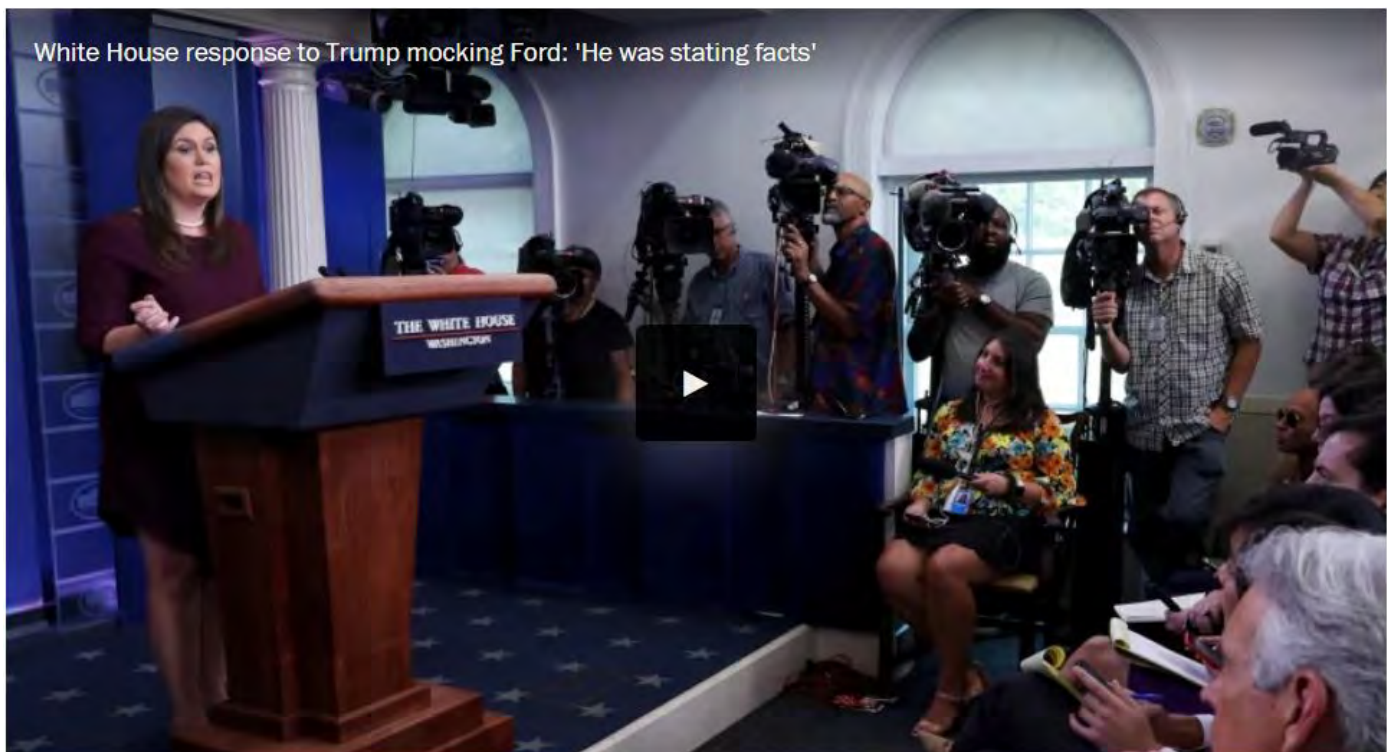 White House response to Trump mocking Ford: 'He was stating facts'
THE WHITE HOUSE
WASHINGTON